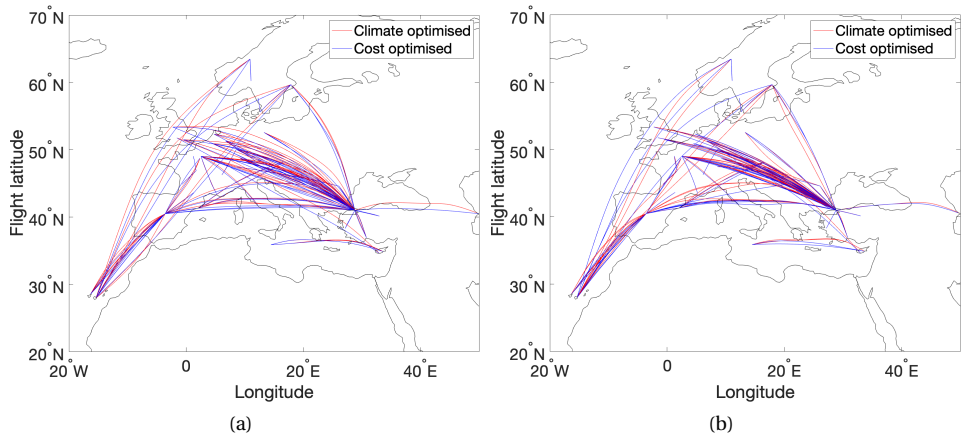 70°N
60°N
50°N
40°N
30°N
20°N
20°W
0
20°E
40°E
Flight latitude
Longitude
Climate optimised
Cost optimised
(a)
70°N
60°N
50°N
40°N
30°N
20°N
20°W
0
20°E
40°E
Flight latitude
Longitude
Climate optimised
Cost optimised
(b)